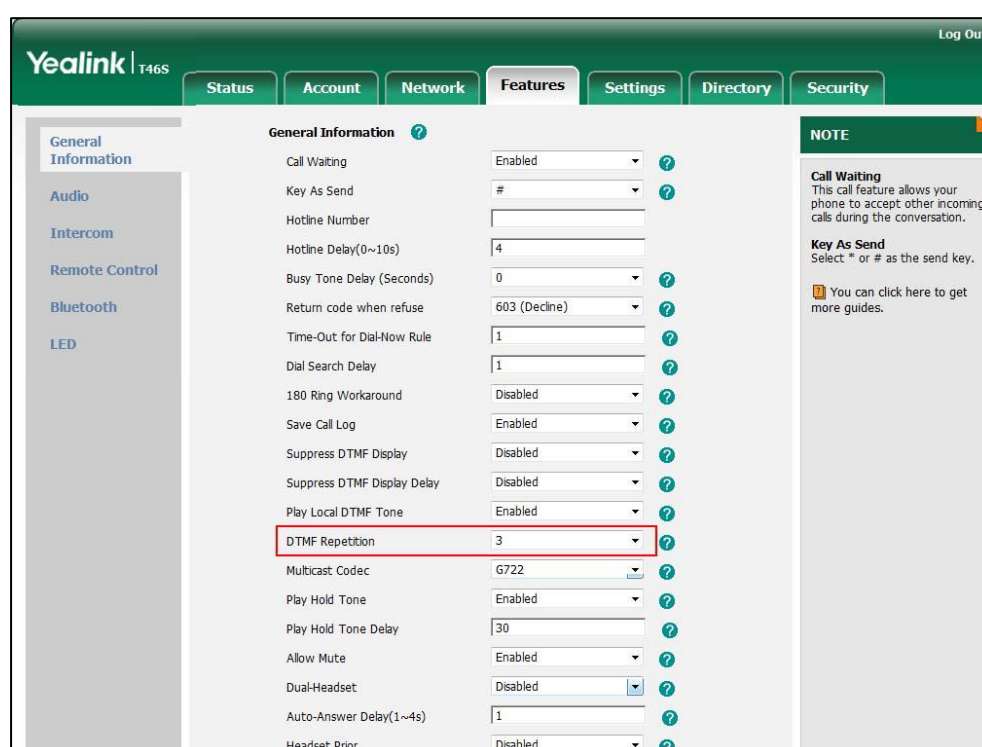 Log Ou
Yealink T46S
Status Account Network Features Settings Directory Security
General
Information
Audio
Intercom
Remote Control
Bluetooth
LED
General Information ?
Call Waiting Enabled ?
Key As Send # ?
Hotline Number
Hotline Delay(0~10s) 4
Busy Tone Delay (Seconds) 0 ?
Return code when refuse 603 (Decline) ?
Time-Out for Dial-Now Rule 1 ?
Dial Search Delay 1 ?
180 Ring Workaround Disabled ?
Save Call Log Enabled ?
Suppress DTMF Display Disabled ?
Suppress DTMF Display Delay Disabled ?
Play Local DTMF Tone Enabled ?
DTMF Repetition 3 ?
Multicast Codec G722 ?
Play Hold Tone Enabled ?
Play Hold Tone Delay 30 ?
Allow Mute Enabled ?
Dual-Headset Disabled ?
Auto-Answer Delay(1~4s) 1 ?
Headset Prior Disabled ?
NOTE
Call Waiting
This call feature allows your
phone to accept other incoming
calls during the conversation.
Key As Send
Select * or # as the send key.
? You can click here to get
more guides.